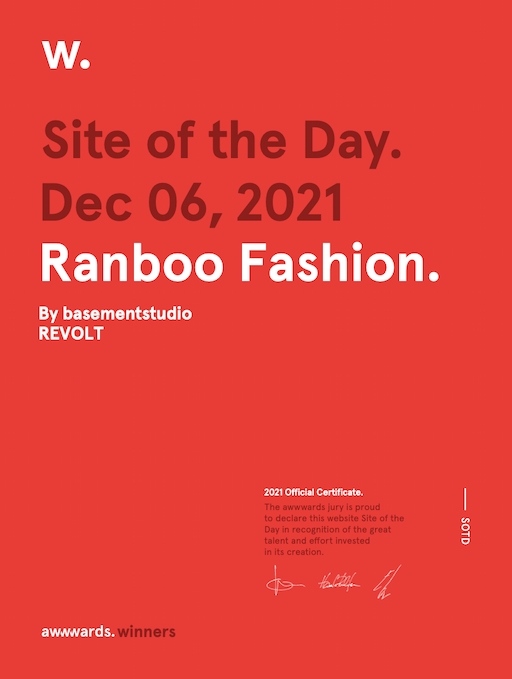 w.
Site of the Day.
Dec 06, 2021
Ranboo Fashion.
By basementstudio
REVOLT
2021 Official Certificate.
The awwwards jury is proud
to declare this website Site of the
Day in recognition of the great
talent and effort invested
in its creation.
SOTD
awwwards.winners